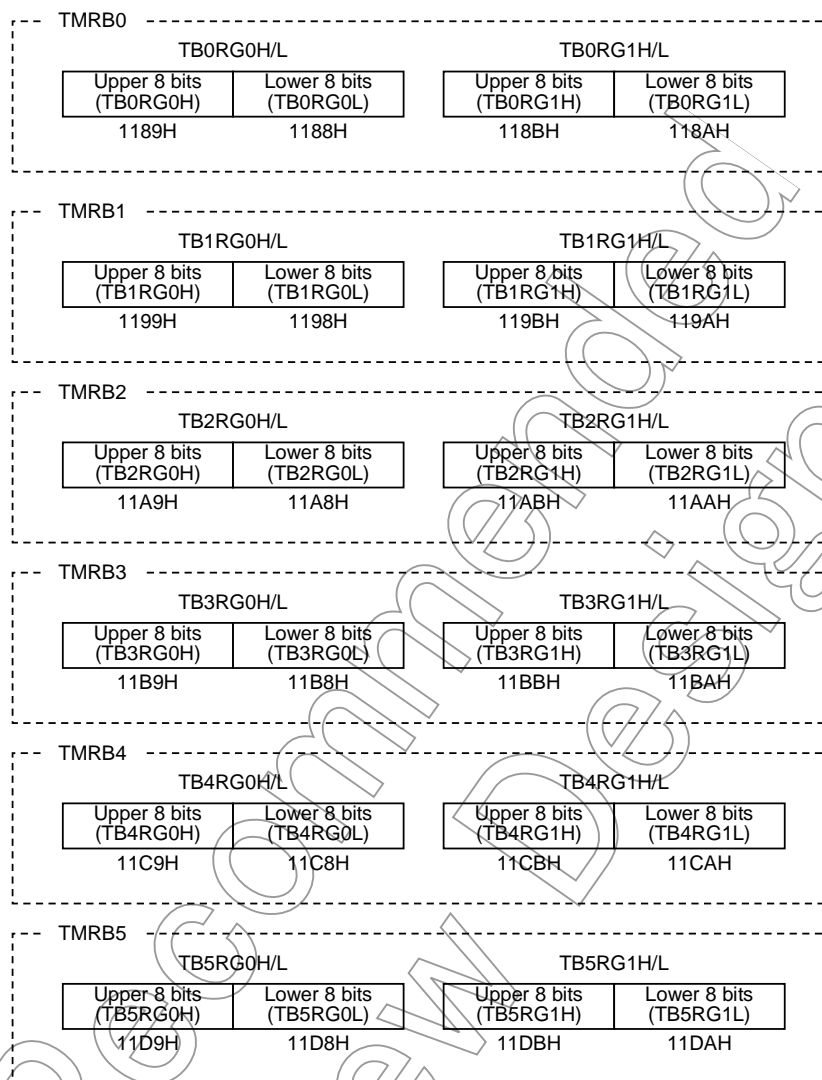 TMRB0
TB0RG0H/L TB0RG1H/L
Upper 8 bits Lower 8 bits Upper 8 bits Lower 8 bits
(TB0RG0H) (TB0RG0L) (TB0RG1H) (TB0RG1L)
1189H 1188H 118BH 118AH
TMRB1
TB1RG0H/L TB1RG1H/L
Upper 8 bits Lower 8 bits Upper 8 bits Lower 8 bits
(TB1RG0H) (TB1RG0L) (TB1RG1H) (TB1RG1L)
1199H 1198H 119BH 119AH
TMRB2
TB2RG0H/L TB2RG1H/L
Upper 8 bits Lower 8 bits Upper 8 bits Lower 8 bits
(TB2RG0H) (TB2RG0L) (TB2RG1H) (TB2RG1L)
11A9H 11A8H 11ABH 11AAH
TMRB3
TB3RG0H/L TB3RG1H/L
Upper 8 bits Lower 8 bits Upper 8 bits Lower 8 bits
(TB3RG0H) (TB3RG0L) (TB3RG1H) (TB3RG1L)
11B9H 11B8H 11BBH 11BAH
TMRB4
TB4RG0H/L TB4RG1H/L
Upper 8 bits Lower 8 bits Upper 8 bits Lower 8 bits
(TB4RG0H) (TB4RG0L) (TB4RG1H) (TB4RG1L)
11C9H 11C8H 11CBH 11CAH
TMRB5
TB5RG0H/L TB5RG1H/L
Upper 8 bits Lower 8 bits Upper 8 bits Lower 8 bits
(TB5RG0H) (TB5RG0L) (TB5RG1H) (TB5RG1L)
11D9H 11D8H 11DBH 11DAH
Recommended
ew Design